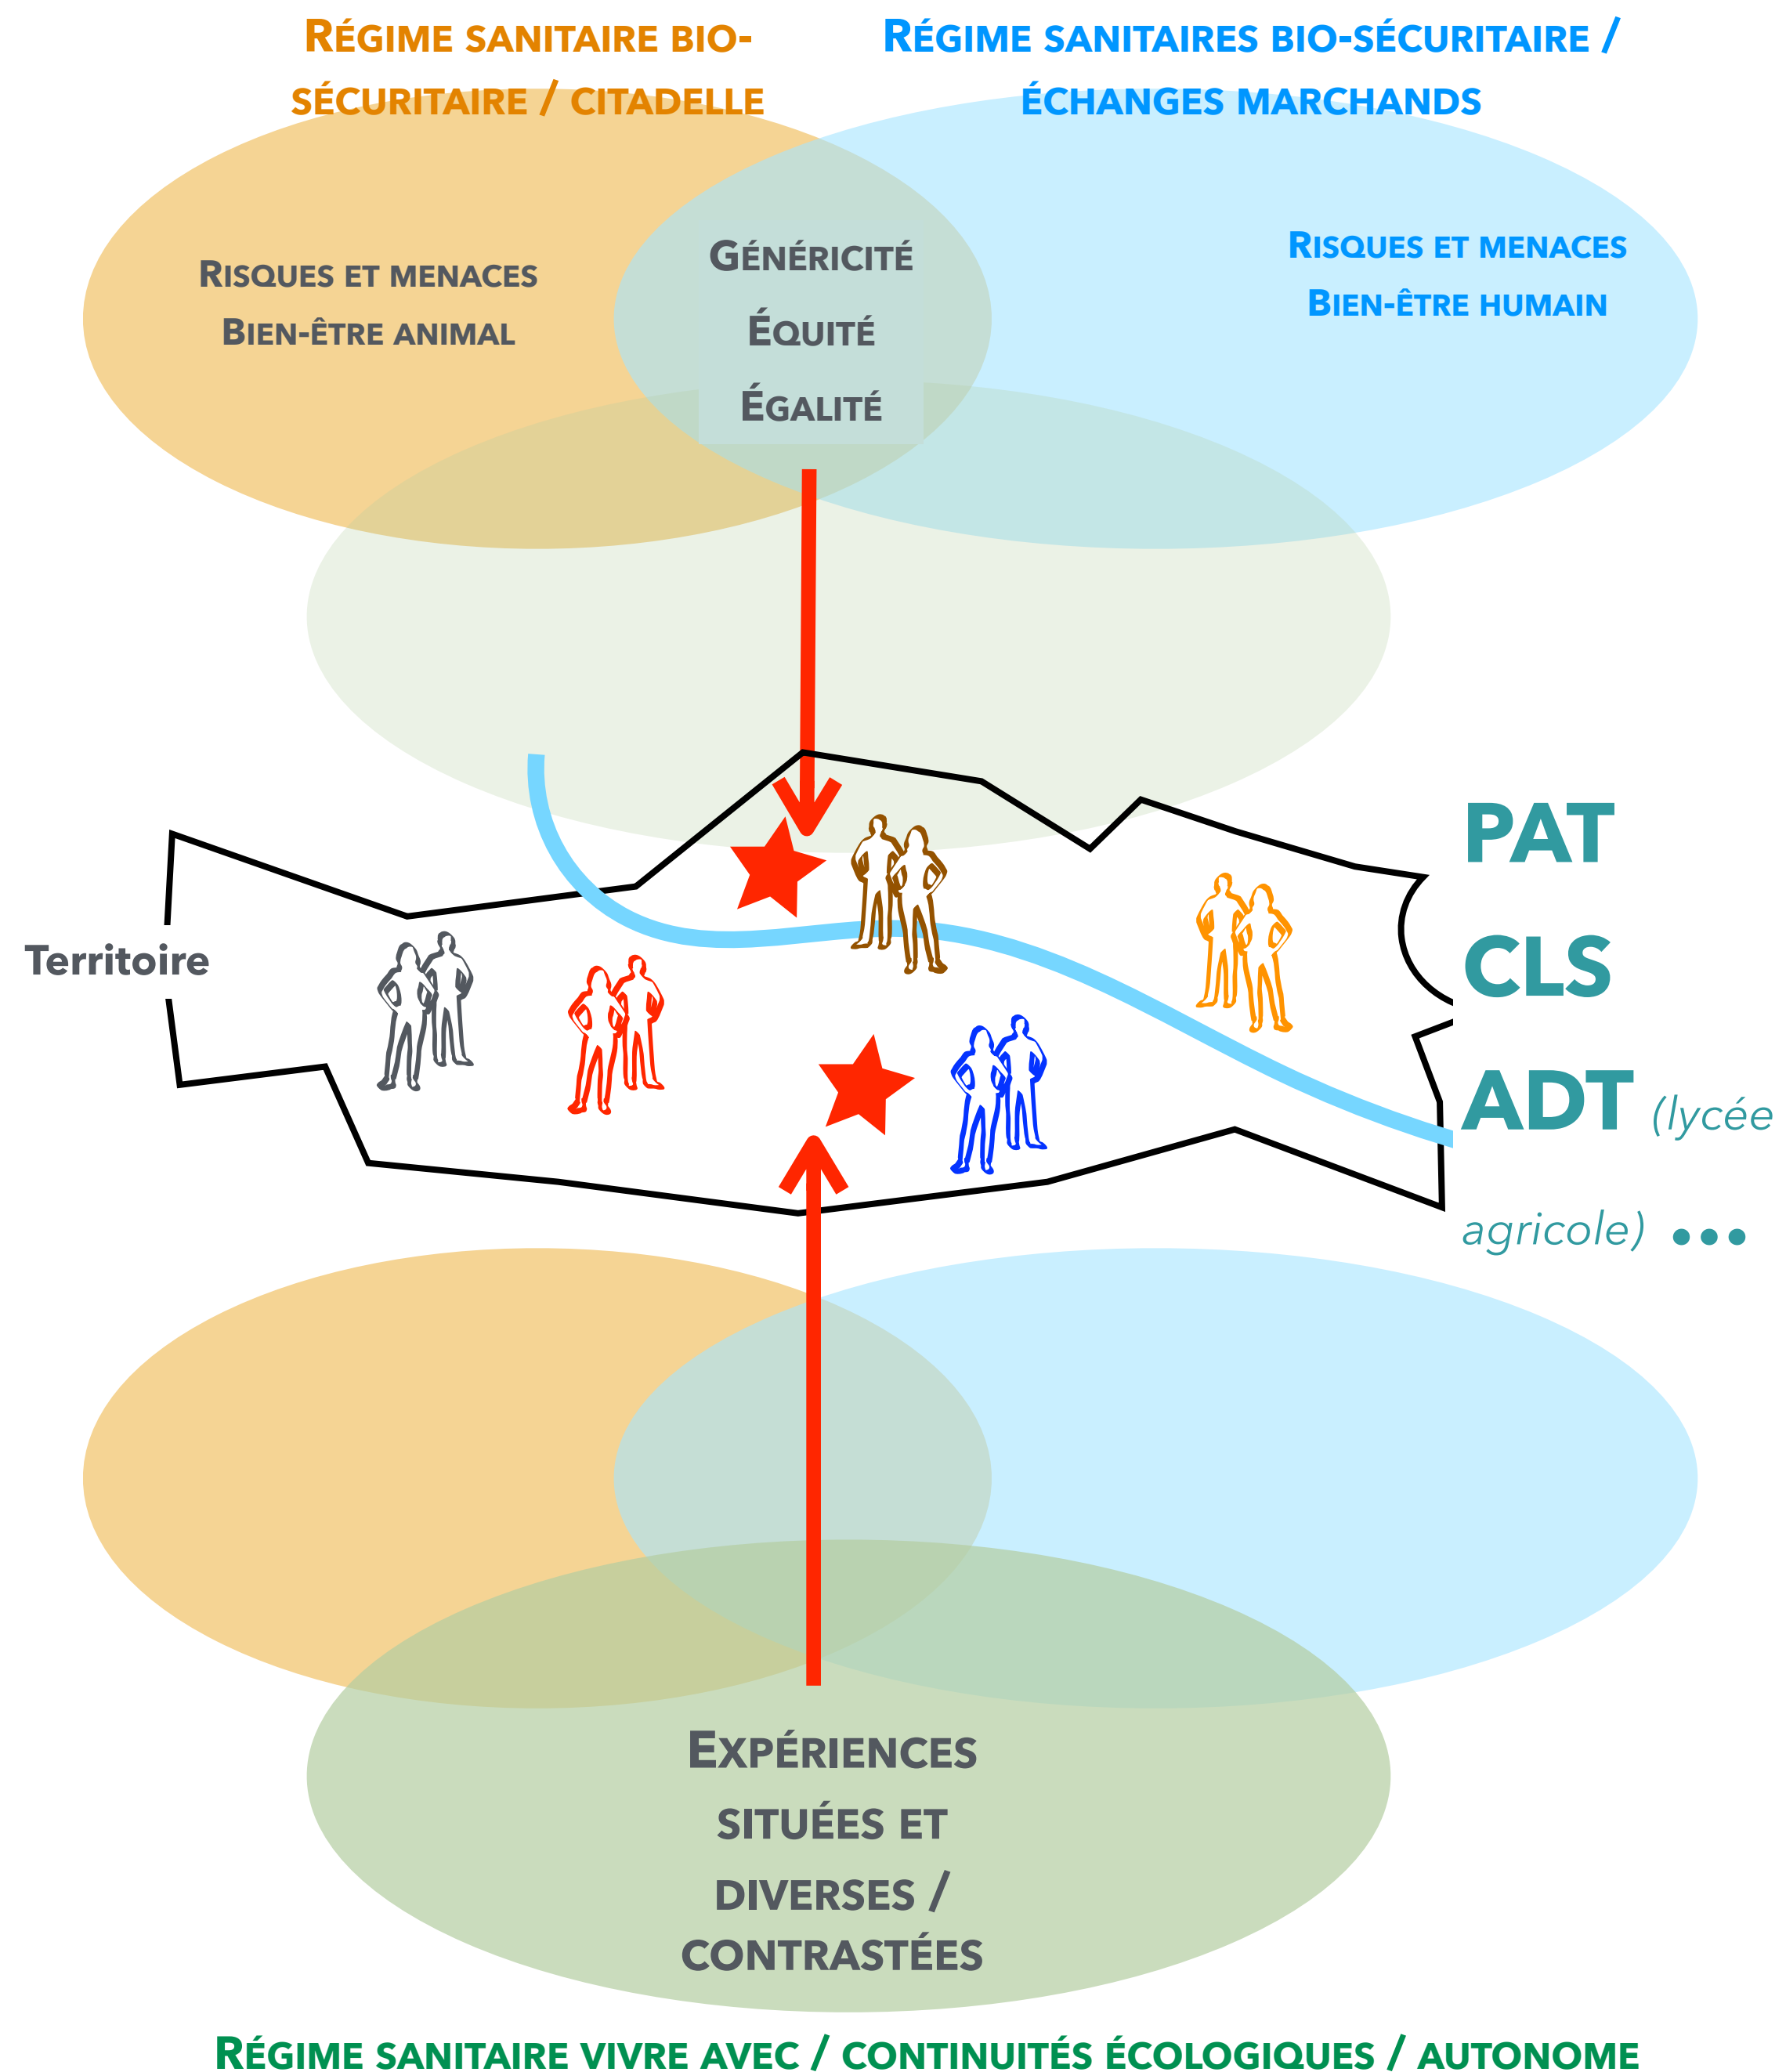 Régime sanitaire bio-
sécuritaire / citadelle
Régime sanitaires bio-sécuritaire /
échanges marchands
Risques et menaces
Bien-être animal
Généricité
Équité
Égalité
Risques et menaces
Bien-être humain
Territoire
PAT
CLS
ADT (lycée
agricole) ...
Expériences
situées et
diverses /
contrastées
Régime sanitaire vivre avec / continuités écologiques / autonome